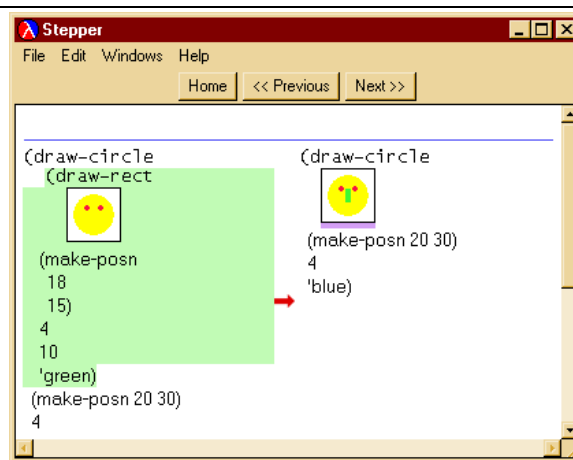 Stepper
File Edit Windows Help
Home << Previous Next >>
(draw-circle
(draw-rect
(make-posn
18
15)
4
10
'green)
(make-posn 20 30)
4
(draw-circle
(make-posn 20 30)
4
'blue)